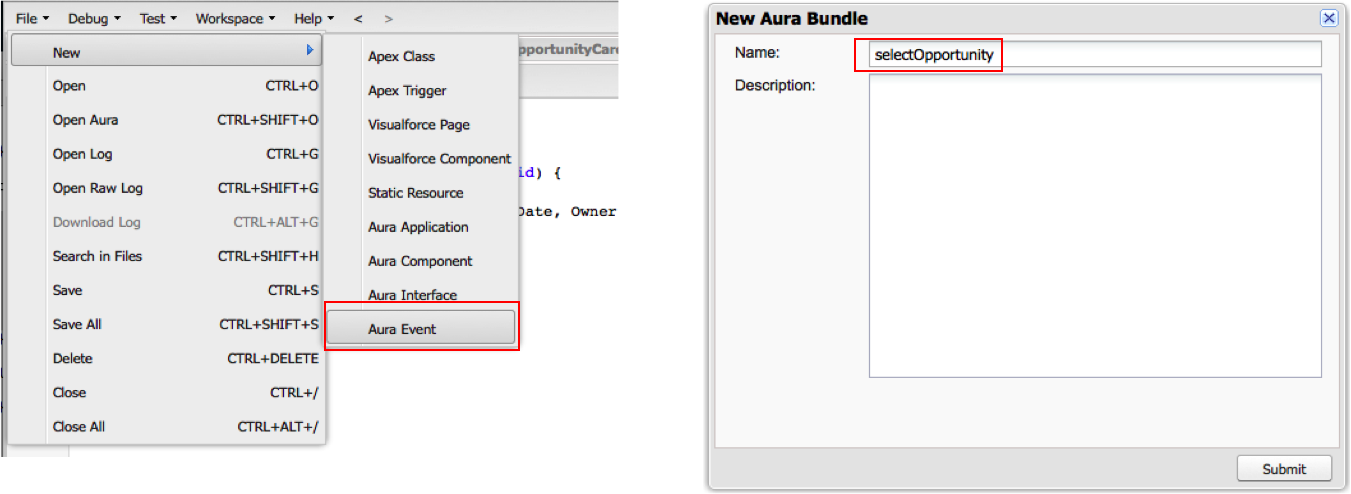 File Debug Test Workspace Help < >
New
Open CTRL+O
Open Aura CTRL+SHIFT+O
Open Log CTRL+G
Open Raw Log CTRL+SHIFT+G
Download Log CTRL+ALT+G
Search in Files CTRL+SHIFT+H
Save CTRL+S
Save All CTRL+SHIFT+S
Delete CTRL+DELETE
Close CTRL+/
Close All CTRL+ALT+/
Apex Class
Apex Trigger
Visualforce Page
Visualforce Component
Static Resource
Aura Application
Aura Component
Aura Interface
Aura Event
pportunityCard
id) {
Date, Owner
New Aura Bundle
Name: selectOpportunity
Description:
Submit